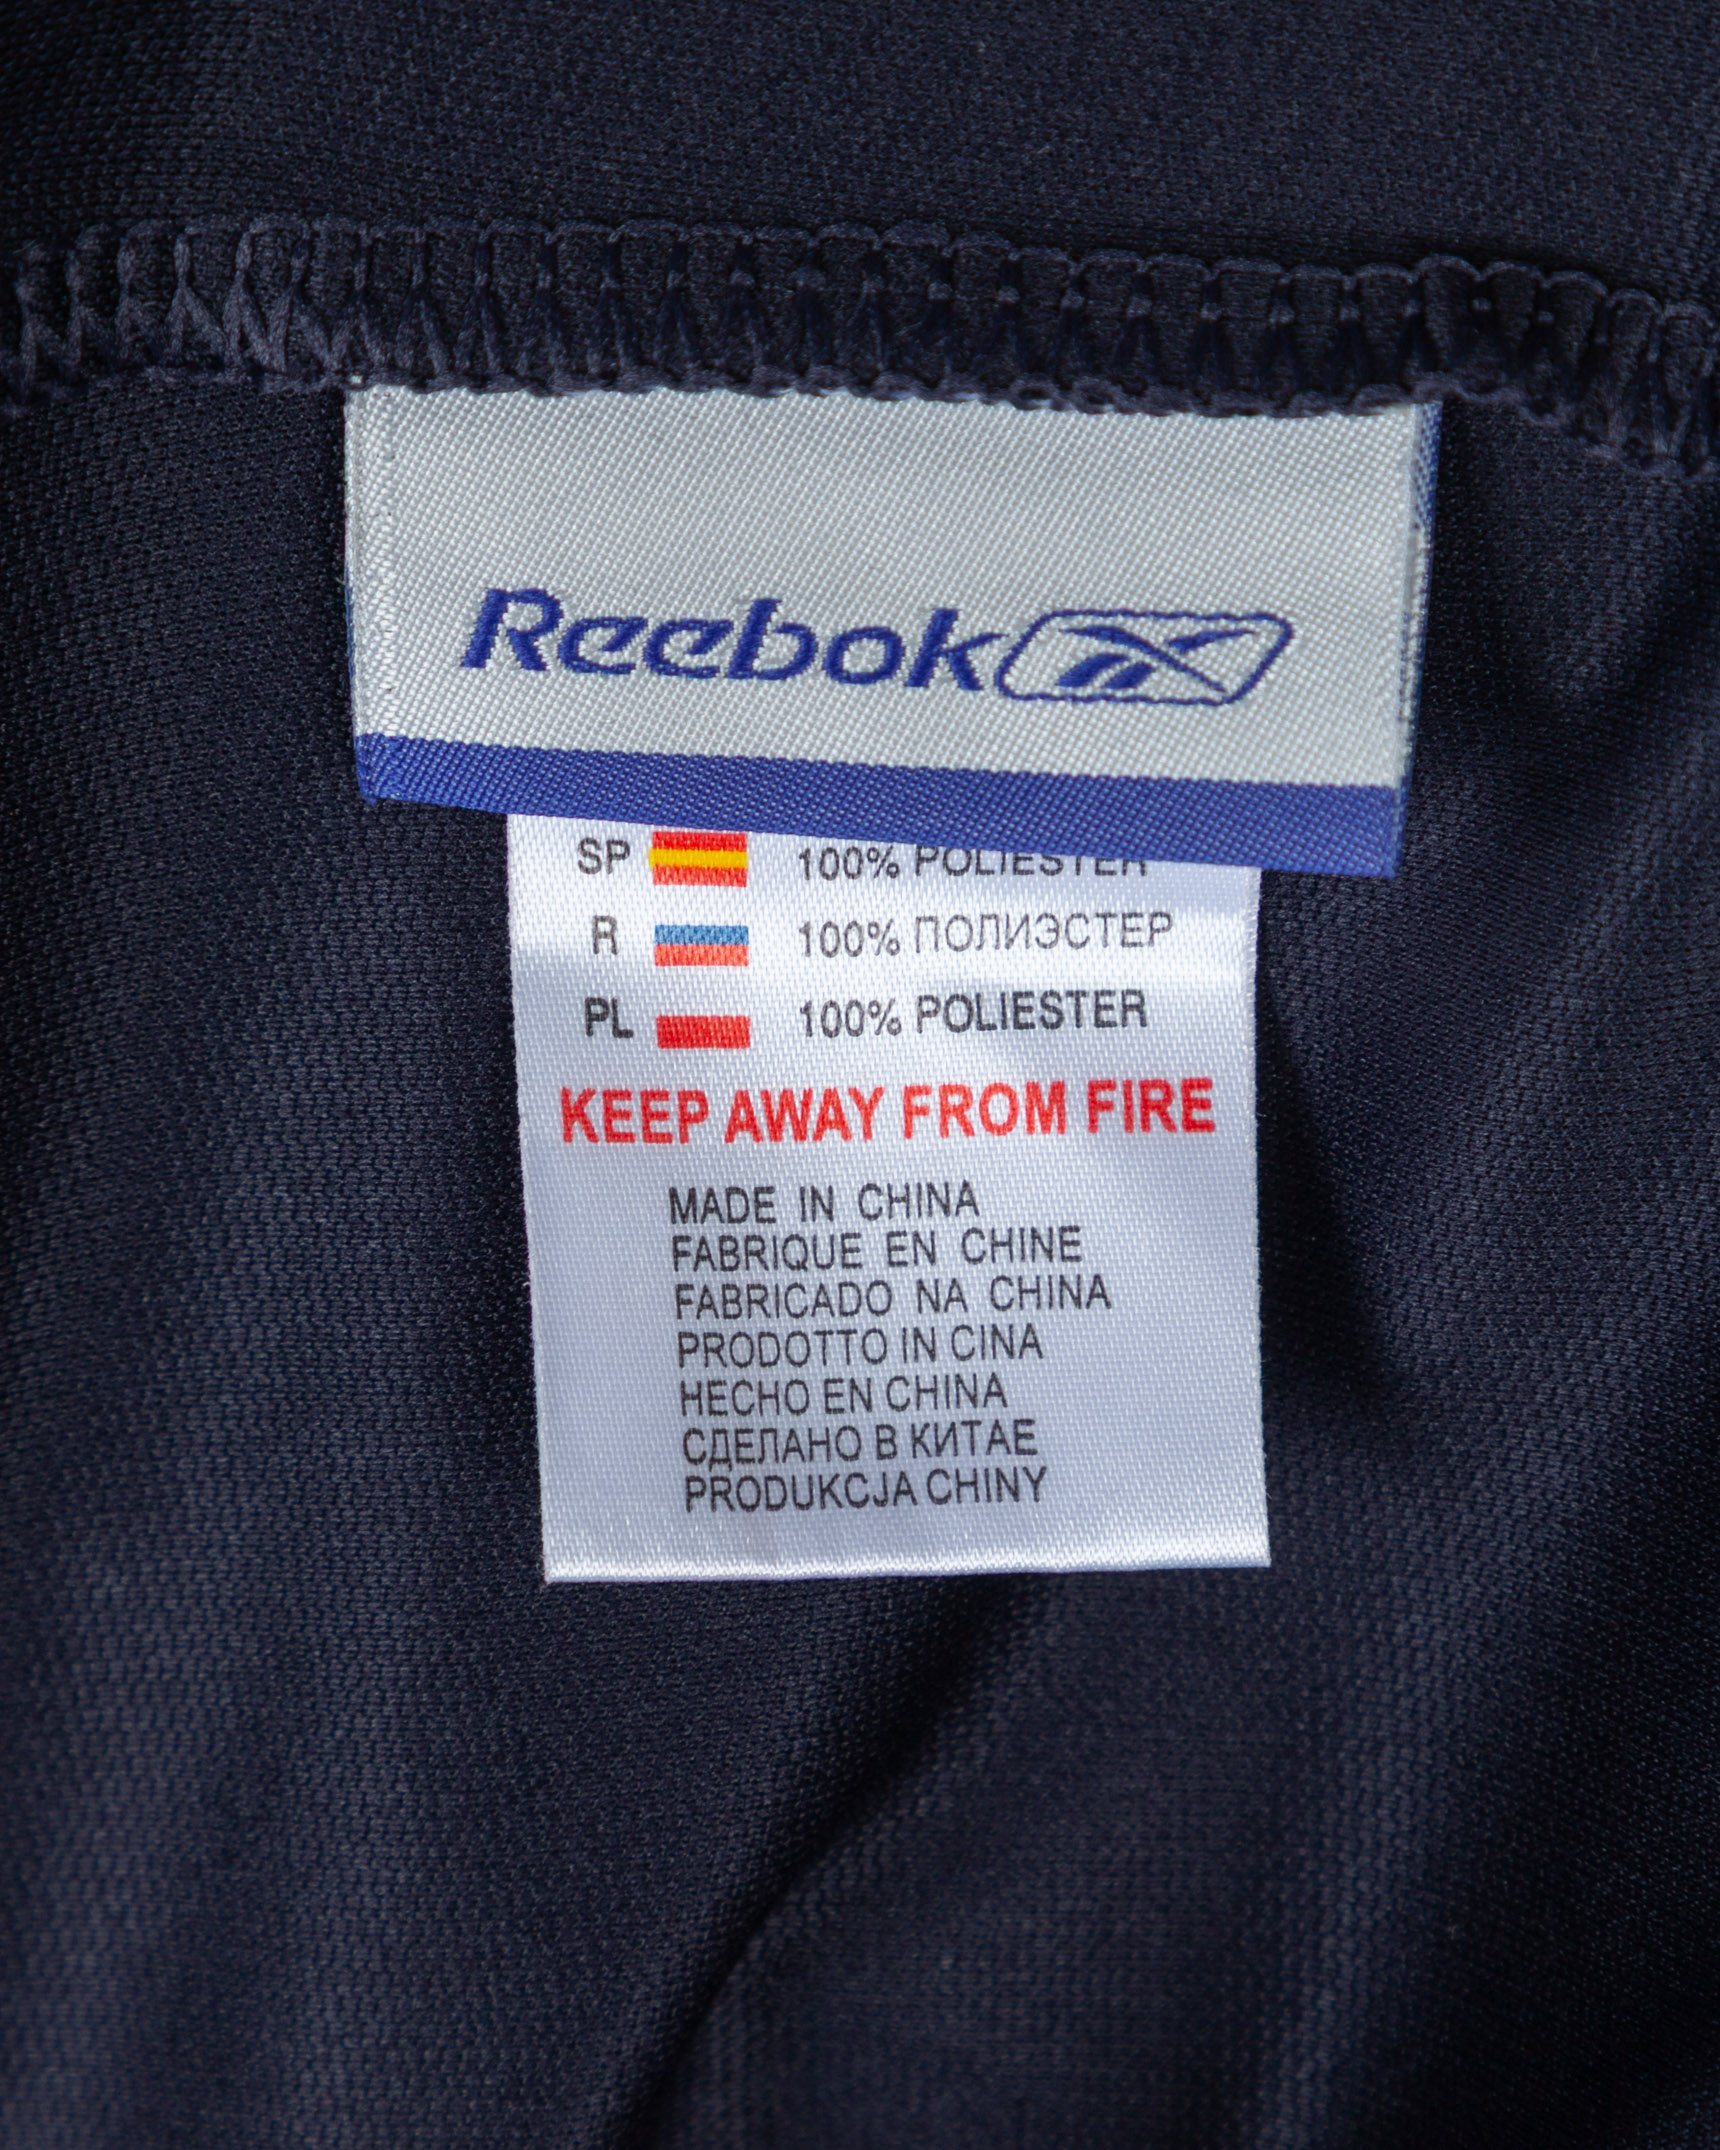 Reebok
SP 100% POLIESTER
R 100% ПОЛИЭСТЕР
PL 100% POLIESTER
KEEP AWAY FROM FIRE
MADE IN CHINA
FABRIQUE EN CHINE
FABRICADO NA CHINA
PRODOTTO IN CINA
HECHO EN CHINA
СДЕЛАНО В КИТАЕ
PRODUKCJA CHINY